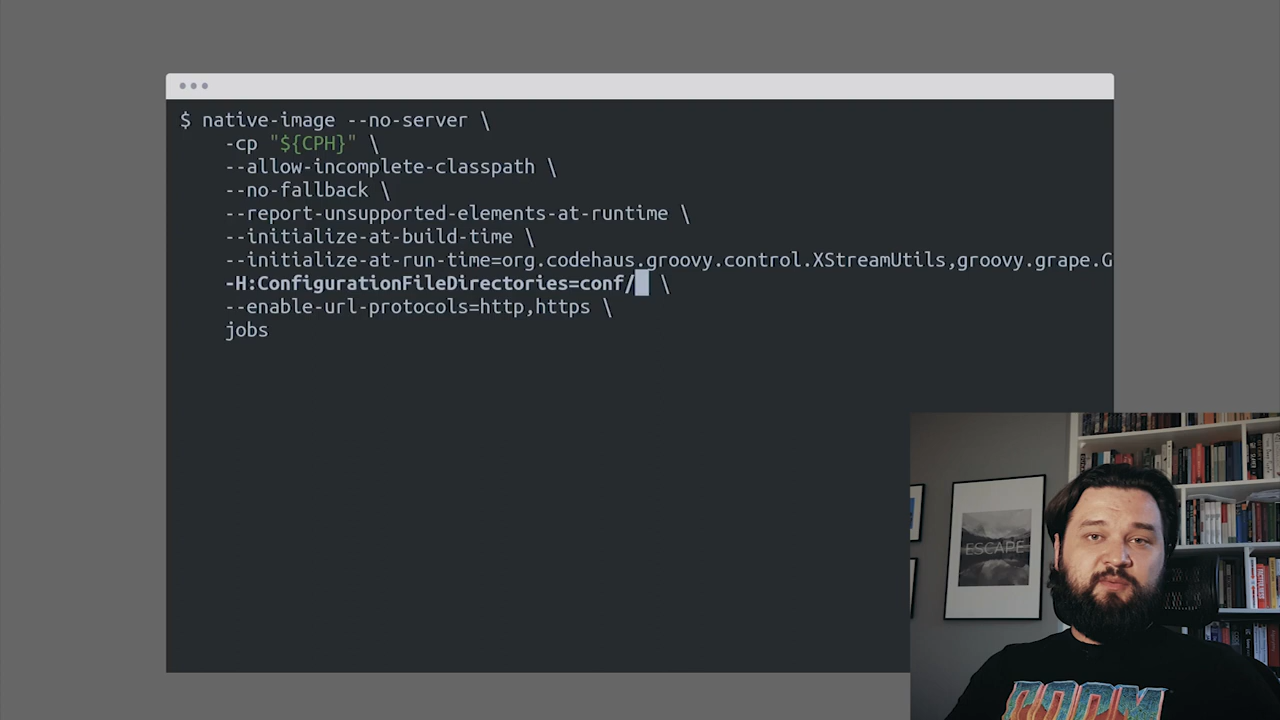 $ native-image --no-server \
-cp "${CPH}" \
--allow-incomplete-classpath \
--no-fallback \
--report-unsupported-elements-at-runtime \
--initialize-at-build-time \
--initialize-at-run-time=org.codehaus.groovy.control.XStreamUtils,groovy.grape.G
-H:ConfigurationFileDirectories=conf/ \
--enable-url-protocols=http,https \
jobs
ESCAPE